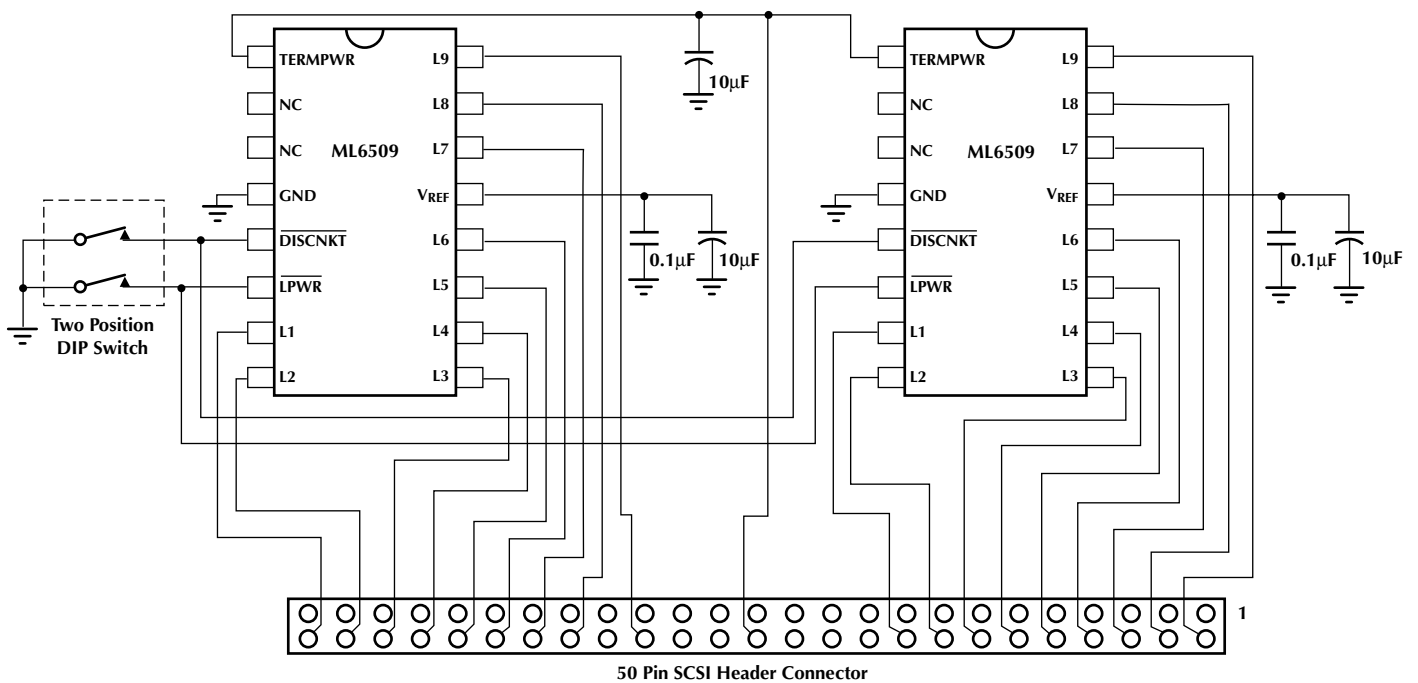 TERMPWR
NC
NC
ML6509
GND
DISCNKT
LPWR
L1
L2
L9
L8
L7
VREF
L6
L5
L4
L3
10µF
0.1µF
10µF
Two Position
DIP Switch
TERMPWR
NC
NC
ML6509
GND
DISCNKT
LPWR
L1
L2
L9
L8
L7
VREF
L6
L5
L4
L3
0.1µF
10µF
1
50 Pin SCSI Header Connector